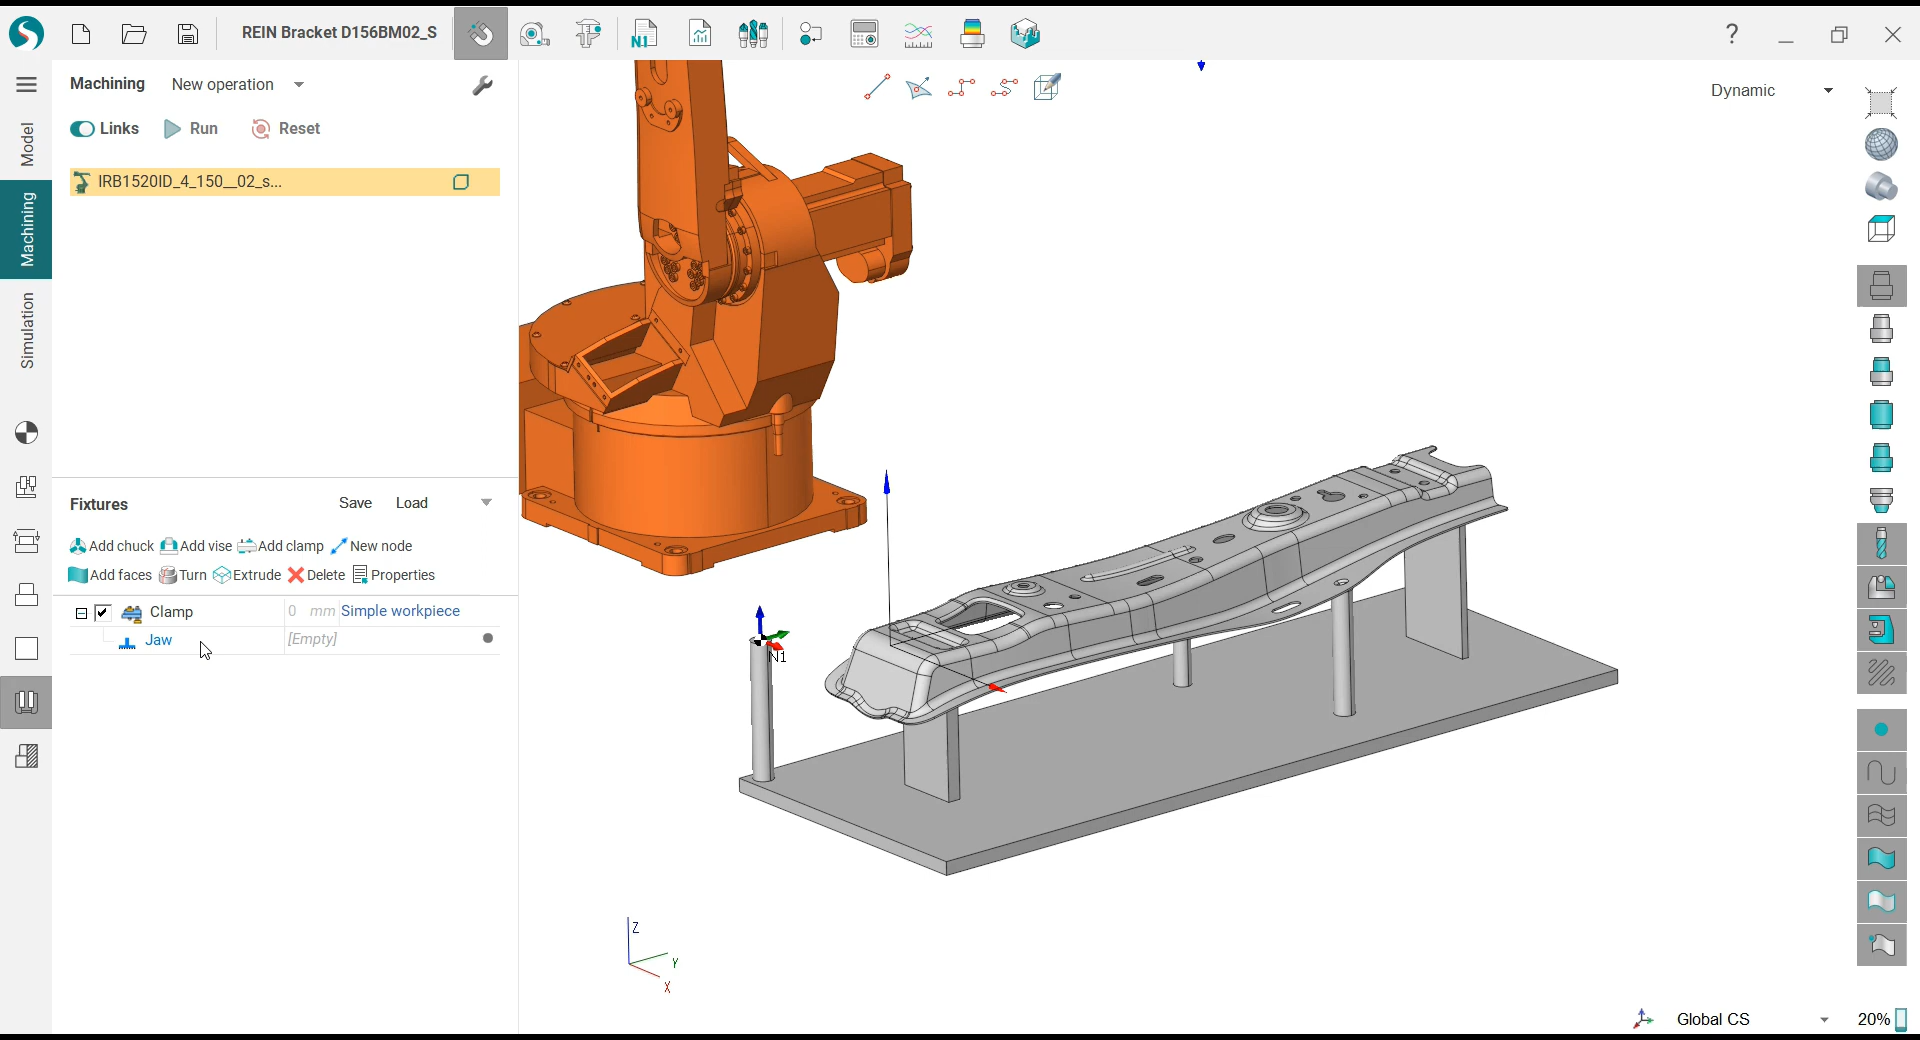 REIN Bracket D156BM02_S
N1
?
Machining New operation
Links Run Reset
IRB1520ID_4_150__02_s...
Model
Machining
Simulation
Dynamic
Fixtures Save Load
Add chuck Add vise Add clamp New node
Add faces Turn Extrude Delete Properties
Clamp 0 mm Simple workpiece
Jaw [Empty]
N1
Z
Y
X
Global CS 20%